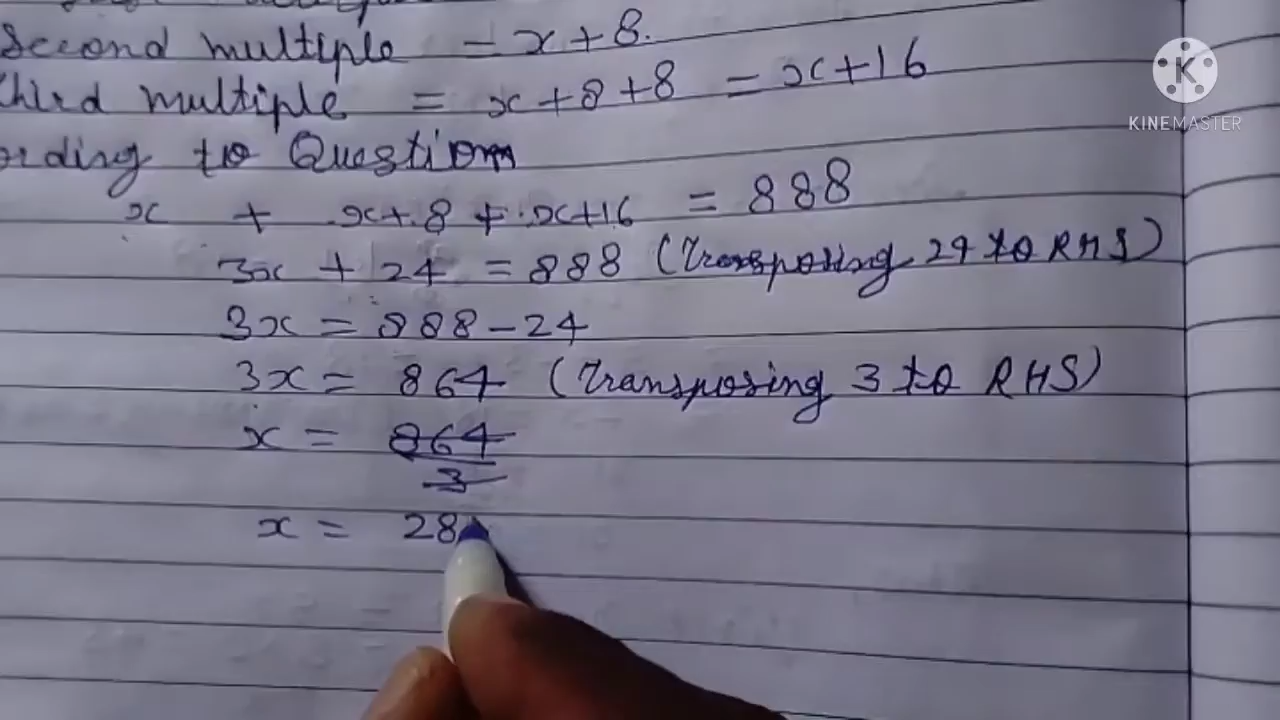 Second multiple = x + 8.
Third multiple = x + 8 + 8 = x + 16
K
KINEMASTER
ording to Question
x + x + 8 + x + 16 = 888
3x + 24 = 888 (Transposing 24 to RHS)
3x = 888 - 24
3x = 864 (Transposing 3 to RHS)
x = 864
3
x = 28